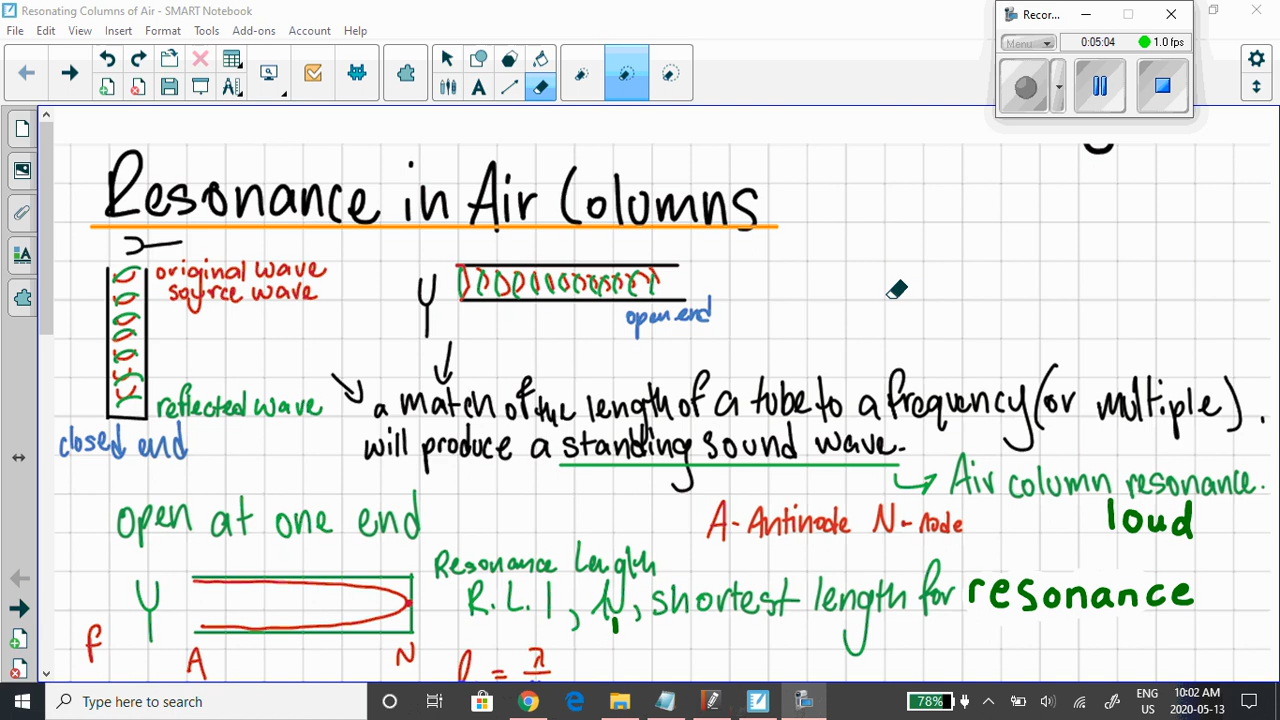 Resonating Columns of Air - SMART Notebook
File Edit View Insert Format Tools Add-ons Account Help
Recor...
Menu
0:05:04
1.0 fps
Resonance in Air Columns
original wave
source wave
reflected wave
closed end
open end
a match of the length of a tube to a frequency (or multiple).
will produce a standing sound wave.
Air column resonance.
loud
open at one end
A-Antinode N-node
Resonance Length
R.L. 1, N, shortest length for resonance
f
A
N
l = λ
Type here to search
78%
ENG
US
10:02 AM
2020-05-13